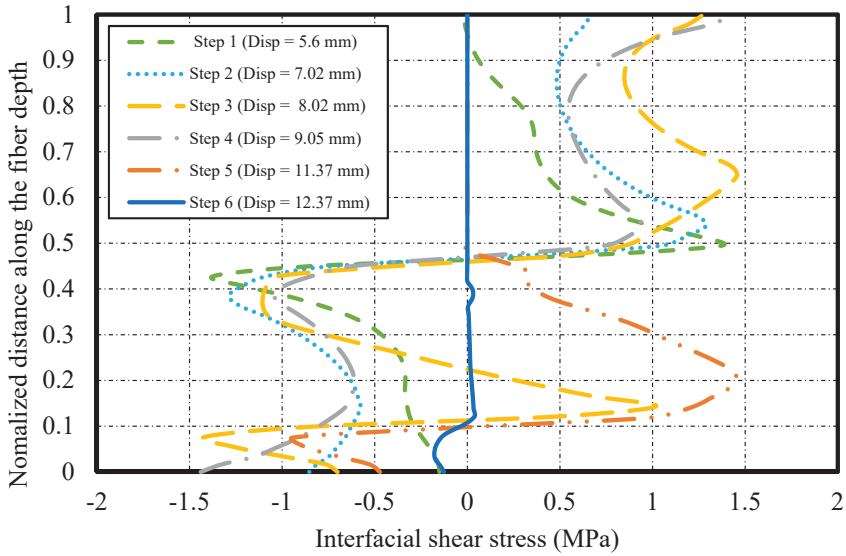 Nomalized distance along the fiber depth
1
0.9
0.8
0.7
0.6
0.5
0.4
0.3
0.2
0.1
0
Step 1 (Disp = 5.6 mm)
Step 2 (Disp = 7.02 mm)
Step 3 (Disp = 8.02 mm)
Step 4 (Disp = 9.05 mm)
Step 5 (Disp = 11.37 mm)
Step 6 (Disp = 12.37 mm)
-2 -1.5 -1 -0.5 0 0.5 1 1.5 2
Interfacial shear stress (MPa)